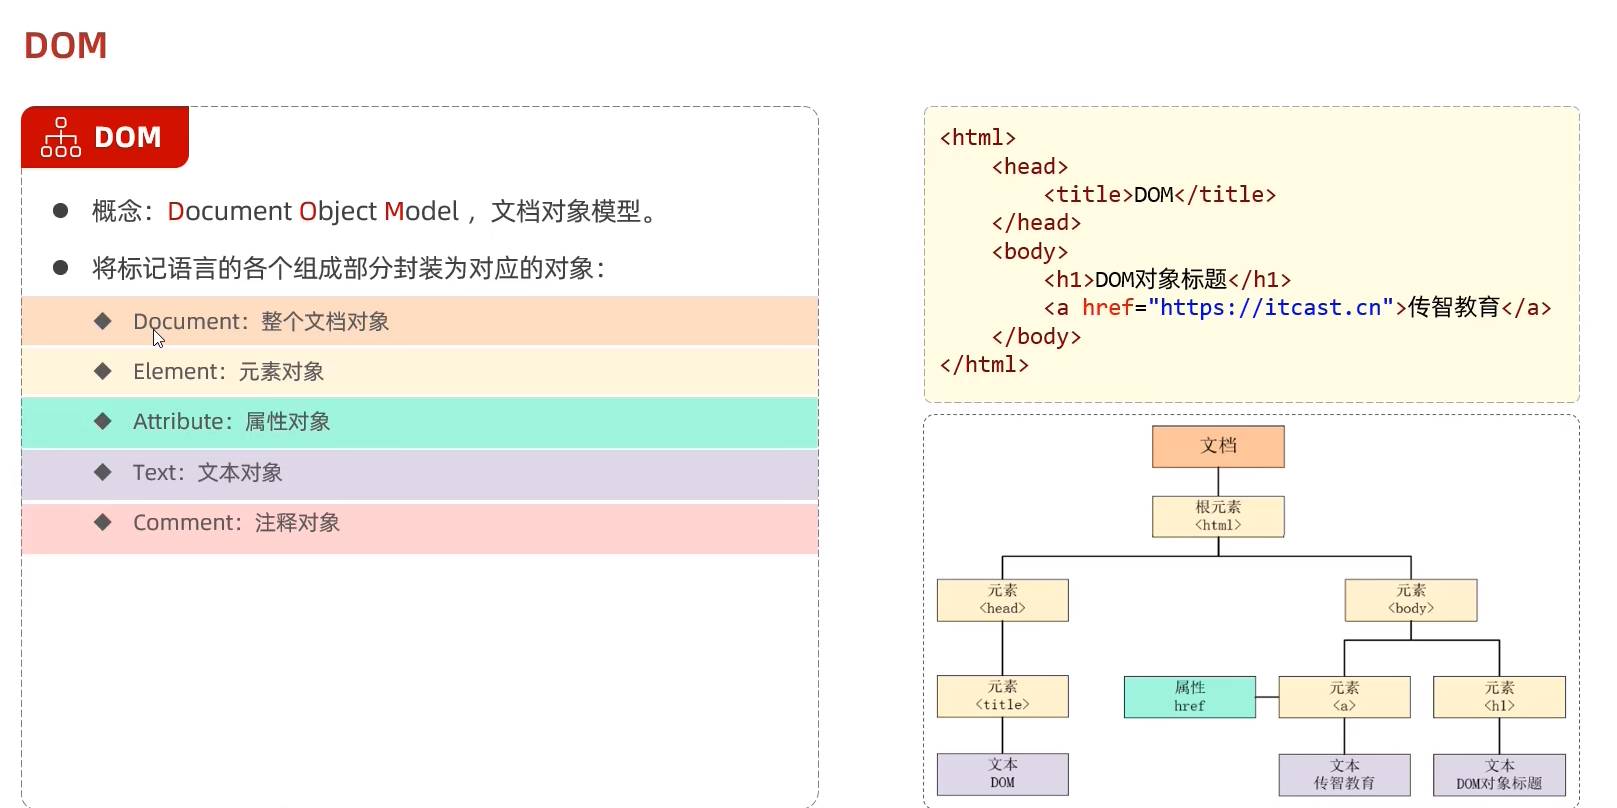 DOM
DOM
概念：Document Object Model ，文档对象模型。
将标记语言的各个组成部分封装为对应的对象：
Document：整个文档对象
Element：元素对象
Attribute：属性对象
Text：文本对象
Comment：注释对象
<html>
<head>
<title>DOM</title>
</head>
<body>
<h1>DOM对象标题</h1>
<a href="https://itcast.cn">传智教育</a>
</body>
</html>
文档
根元素
<html>
元素
<head>
元素
<body>
元素
<title>
属性
href
元素
<a>
元素
<h1>
文本
DOM
文本
传智教育
文本
DOM对象标题